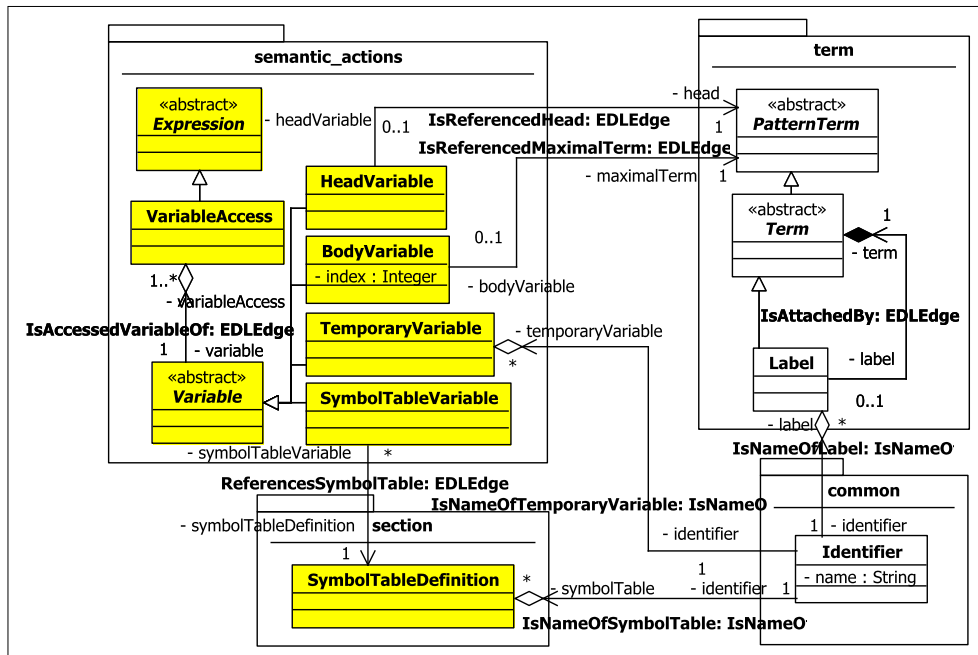 semantic_actions
term
«abstract»
Expression
- headVariable
0..1
- head
IsReferencedHead: EDLEdge
1
«abstract»
PatternTerm
IsReferencedMaximalTerm: EDLEdge
- maximalTerm
1
HeadVariable
VariableAccess
«abstract»
Term
1
- term
0..1
BodyVariable
- index : Integer
- bodyVariable
1..*
- variableAccess
IsAccessedVariableOf: EDLEdge
- variable
1
TemporaryVariable
- temporaryVariable
*
IsAttachedBy: EDLEdge
- label
Label
0..1
«abstract»
Variable
SymbolTableVariable
- symbolTableVariable
*
- label
*
IsNameOfLabel: IsNameO
ReferencesSymbolTable: EDLEdge
IsNameOfTemporaryVariable: IsNameO
common
- symbolTableDefinition
section
1
- identifier
1
- identifier
Identifier
- name : String
SymbolTableDefinition
*
- symbolTable
1
- identifier
1
IsNameOfSymbolTable: IsNameO